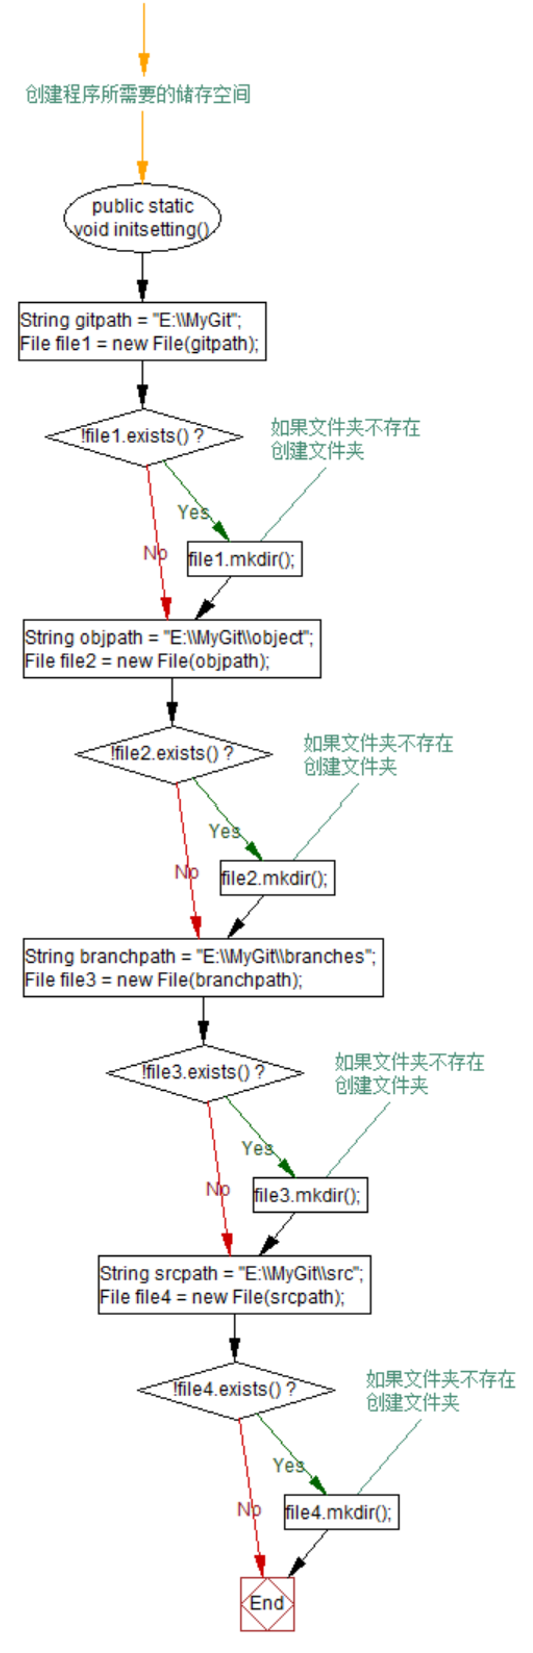 创建程序所需要的储存空间
public static
void initsetting()
String gitpath = "E:\\MyGit";
File file1 = new File(gitpath);
!file1.exists() ?
如果文件夹不存在
创建文件夹
Yes
No
file1.mkdir();
String objpath = "E:\\MyGit\\object";
File file2 = new File(objpath);
!file2.exists() ?
如果文件夹不存在
创建文件夹
Yes
No
file2.mkdir();
String branchpath = "E:\\MyGit\\branches";
File file3 = new File(branchpath);
!file3.exists() ?
如果文件夹不存在
创建文件夹
Yes
No
file3.mkdir();
String srcpath = "E:\\MyGit\\src";
File file4 = new File(srcpath);
!file4.exists() ?
如果文件夹不存在
创建文件夹
Yes
No
file4.mkdir();
End